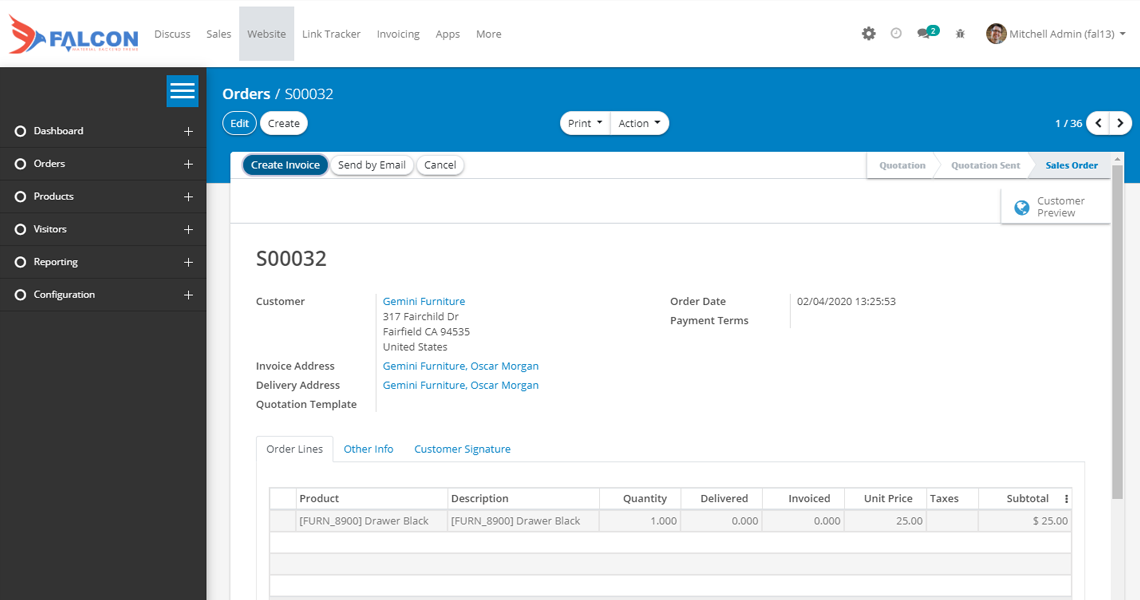 FALCON
Discuss Sales Website Link Tracker Invoicing Apps More
2
Mitchell Admin (fal13)
Orders / S00032
Edit Create
Print Action
1 / 36
Dashboard
Orders
Products
Visitors
Reporting
Configuration
Create Invoice Send by Email Cancel
Quotation Quotation Sent Sales Order
Customer
Preview
S00032
Customer Gemini Furniture
317 Fairchild Dr
Fairfield CA 94535
United States
Order Date 02/04/2020 13:25:53
Payment Terms
Invoice Address Gemini Furniture, Oscar Morgan
Delivery Address Gemini Furniture, Oscar Morgan
Quotation Template
Order Lines Other Info Customer Signature
Product Description Quantity Delivered Invoiced Unit Price Taxes Subtotal
[FURN_8900] Drawer Black [FURN_8900] Drawer Black 1.000 0.000 0.000 25.00 $ 25.00